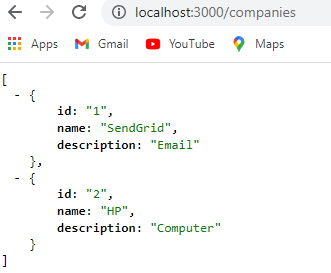 localhost:3000/companies
Apps Gmail YouTube Maps
[
- {
id: "1",
name: "SendGrid",
description: "Email"
},
- {
id: "2",
name: "HP",
description: "Computer"
}
]